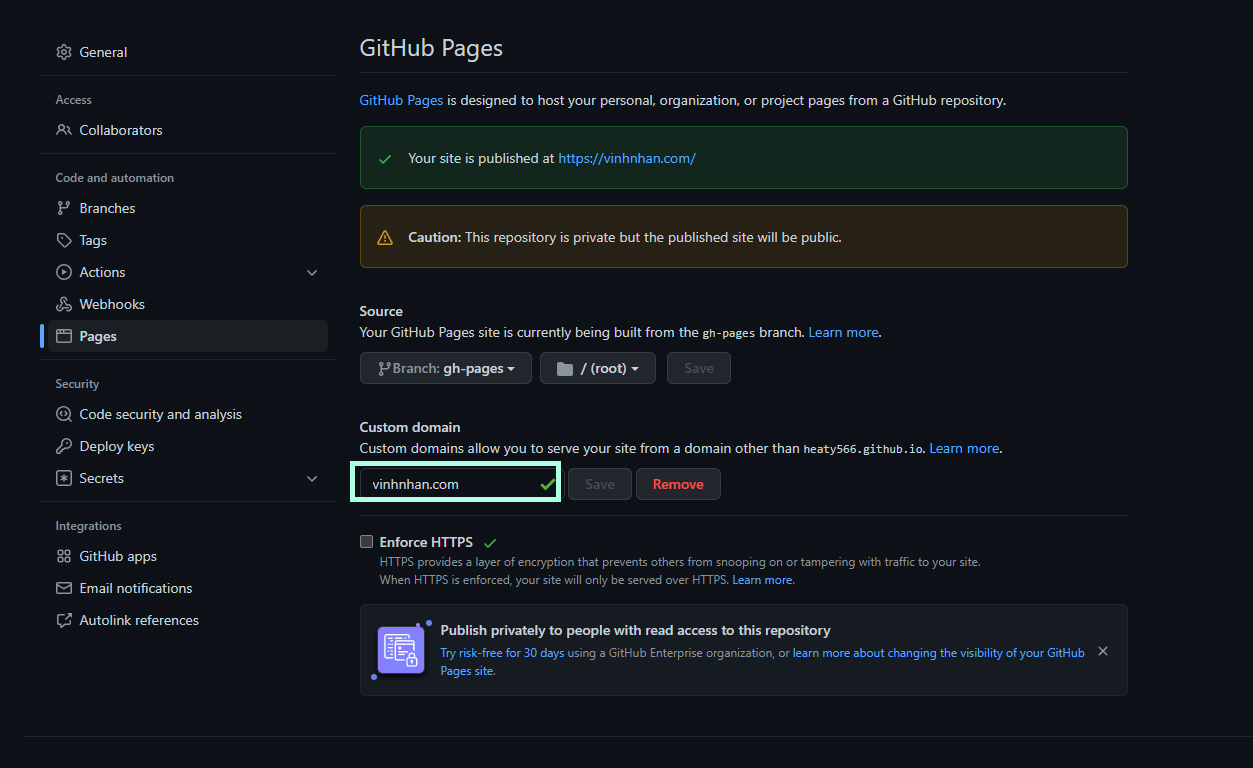 General
Access
Collaborators
Code and automation
Branches
Tags
Actions
Webhooks
Pages
Security
Code security and analysis
Deploy keys
Secrets
Integrations
GitHub apps
Email notifications
Autolink references
GitHub Pages
GitHub Pages is designed to host your personal, organization, or project pages from a GitHub repository.
Your site is published at https://vinhnhan.com/
Caution: This repository is private but the published site will be public.
Source
Your GitHub Pages site is currently being built from the gh-pages branch. Learn more.
Branch: gh-pages / (root) Save
Custom domain
Custom domains allow you to serve your site from a domain other than heaty566.github.io. Learn more.
vinhnhan.com Save Remove
Enforce HTTPS
HTTPS provides a layer of encryption that prevents others from snooping on or tampering with traffic to your site.
When HTTPS is enforced, your site will only be served over HTTPS. Learn more.
Publish privately to people with read access to this repository
Try risk-free for 30 days using a GitHub Enterprise organization, or learn more about changing the visibility of your GitHub
Pages site.